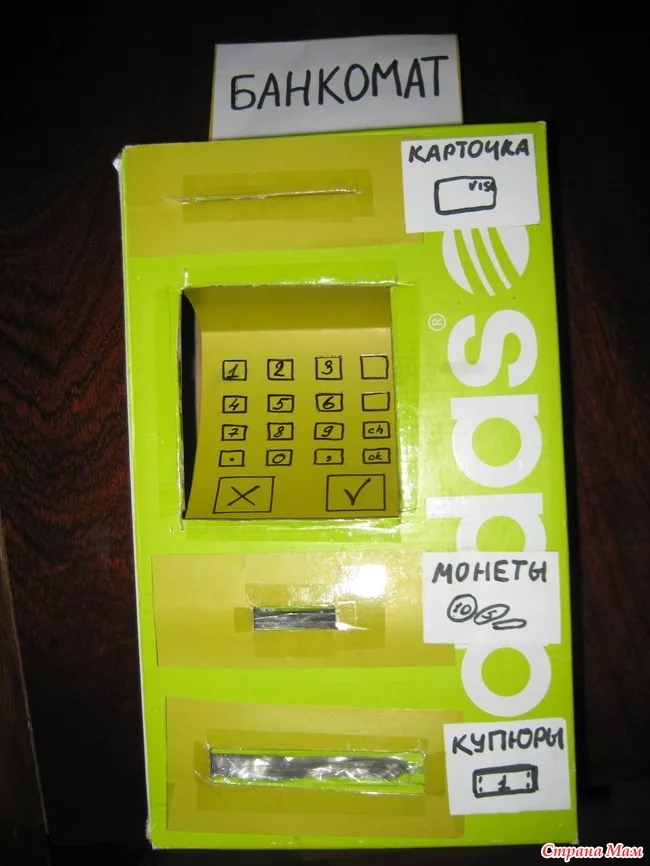 БАНКОМАТ
КАРТОЧКА
VISA
1 2 3
4 5 6
7 8 9 ch
. 0 , ok
МОНЕТЫ
10 5
КУПЮРЫ
1
adidas
®
Страна Мам